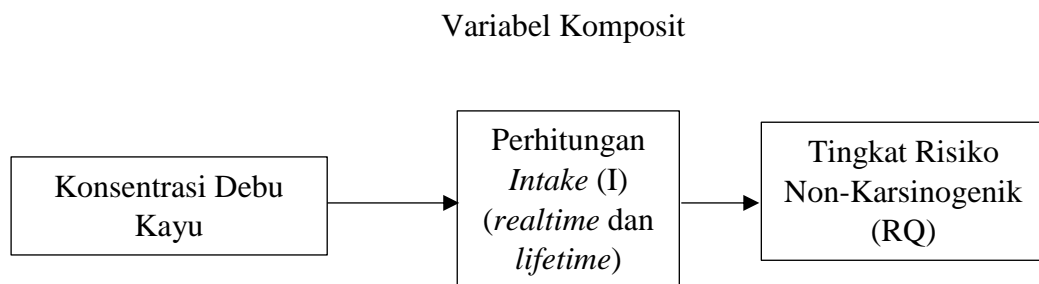 Variabel Komposit
Konsentrasi Debu
Kayu
Perhitungan
Intake (I)
(realtime dan
lifetime)
Tingkat Risiko
Non-Karsinogenik
(RQ)